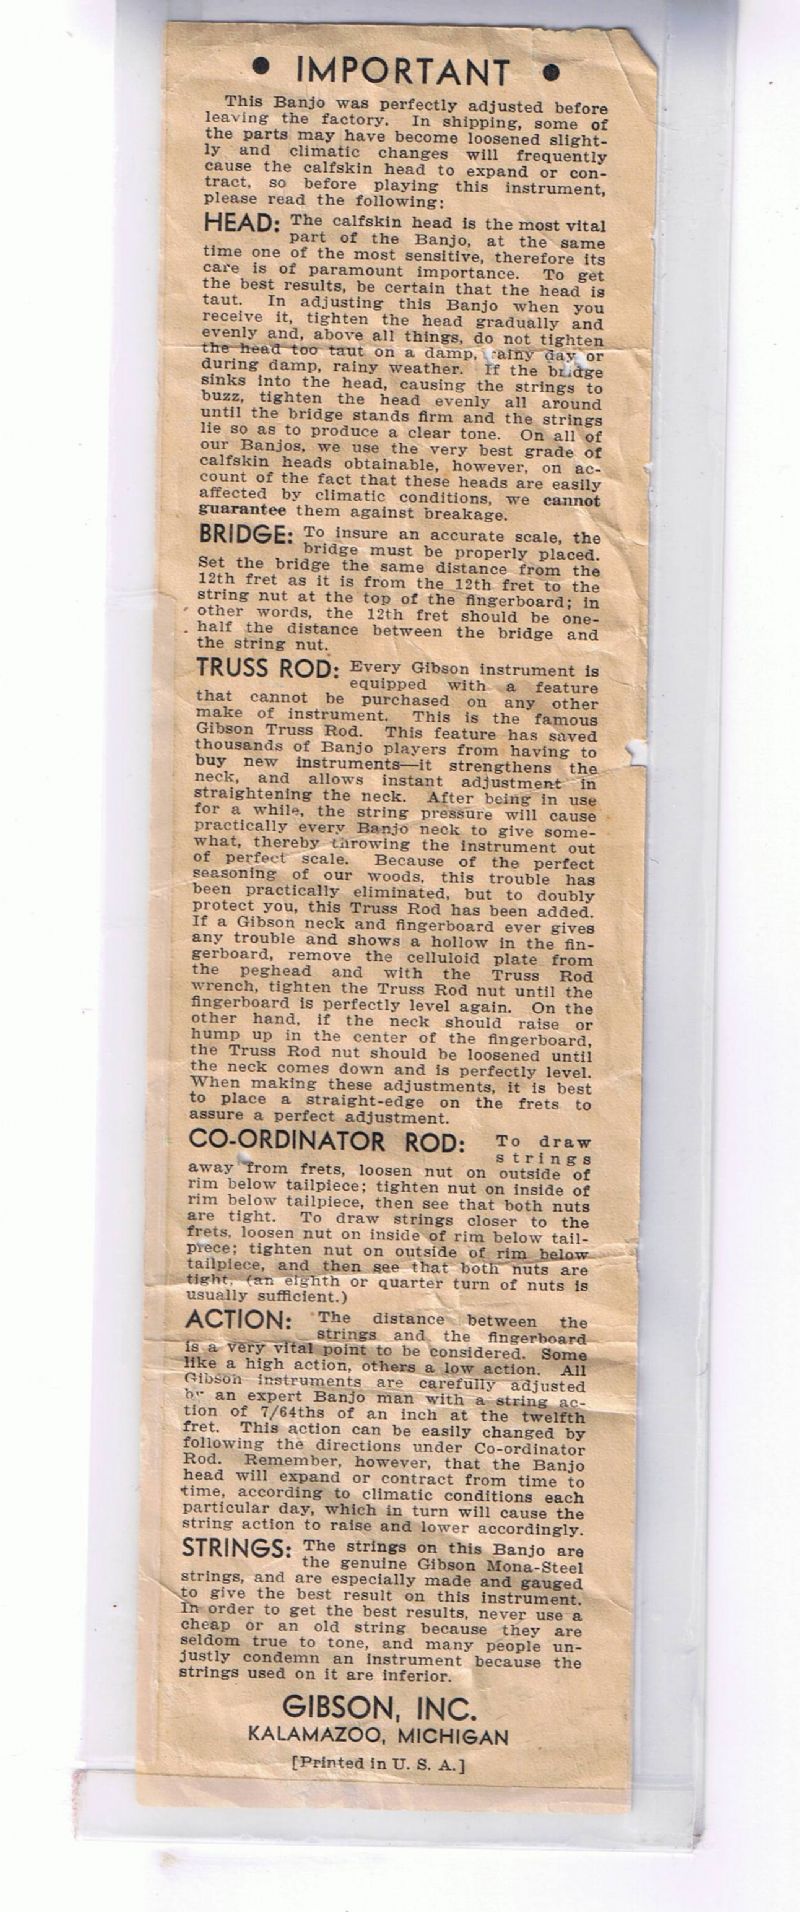 • IMPORTANT •
This Banjo was perfectly adjusted before
leaving the factory. In shipping, some of
the parts may have become loosened slight-
ly and climatic changes will frequently
cause the calfskin head to expand or con-
tract, so before playing this instrument,
please read the following:
HEAD: The calfskin head is the most vital
part of the Banjo, at the same
time one of the most sensitive, therefore its
care is of paramount importance. To get
the best results, be certain that the head is
taut. In adjusting this Banjo when you
receive it, tighten the head gradually and
evenly and, above all things, do not tighten
the head too taut on a damp, rainy day or
during damp, rainy weather. If the bridge
sinks into the head, causing the strings to
buzz, tighten the head evenly all around
until the bridge stands firm and the strings
lie so as to produce a clear tone. On all of
our Banjos, we use the very best grade of
calfskin heads obtainable, however, on ac-
count of the fact that these heads are easily
affected by climatic conditions, we cannot
guarantee them against breakage.
BRIDGE: To insure an accurate scale, the
bridge must be properly placed.
Set the bridge the same distance from the
12th fret as it is from the 12th fret to the
string nut at the top of the fingerboard; in
other words, the 12th fret should be one-
half the distance between the bridge and
the string nut.
TRUSS ROD: Every Gibson instrument is
equipped with a feature
that cannot be purchased on any other
make of instrument. This is the famous
Gibson Truss Rod. This feature has saved
thousands of Banjo players from having to
buy new instruments—it strengthens the
neck, and allows instant adjustment in
straightening the neck. After being in use
for a while, the string pressure will cause
practically every Banjo neck to give some-
what, thereby throwing the instrument out
of perfect scale. Because of the perfect
seasoning of our woods, this trouble has
been practically eliminated, but to doubly
protect you, this Truss Rod has been added.
If a Gibson neck and fingerboard ever gives
any trouble and shows a hollow in the fin-
gerboard, remove the celluloid plate from
the peghead and with the Truss Rod
wrench, tighten the Truss Rod nut until the
fingerboard is perfectly level again. On the
other hand, if the neck should raise or
hump up in the center of the fingerboard,
the Truss Rod nut should be loosened until
the neck comes down and is perfectly level.
When making these adjustments, it is best
to place a straight-edge on the frets to
assure a perfect adjustment.
CO-ORDINATOR ROD: To draw
strings
away from frets, loosen nut on outside of
rim below tailpiece; tighten nut on inside of
rim below tailpiece, then see that both nuts
are tight. To draw strings closer to the
frets, loosen nut on inside of rim below tail-
piece; tighten nut on outside of rim below
tailpiece, and then see that both nuts are
tight, (an eighth or quarter turn of nuts is
usually sufficient.)
ACTION: The distance between the
strings and the fingerboard
is a very vital point to be considered. Some
like a high action, others a low action. All
Gibson instruments are carefully adjusted
by an expert Banjo man with a string ac-
tion of 7/64ths of an inch at the twelfth
fret. This action can be easily changed by
following the directions under Co-ordinator
Rod. Remember, however, that the Banjo
head will expand or contract from time to
time, according to climatic conditions each
particular day, which in turn will cause the
string action to raise and lower accordingly.
STRINGS: The strings on this Banjo are
the genuine Gibson Mona-Steel
strings, and are especially made and gauged
to give the best result on this instrument.
In order to get the best results, never use a
cheap or an old string because they are
seldom true to tone, and many people un-
justly condemn an instrument because the
strings used on it are inferior.
GIBSON, INC.
KALAMAZOO, MICHIGAN
[Printed in U. S. A.]